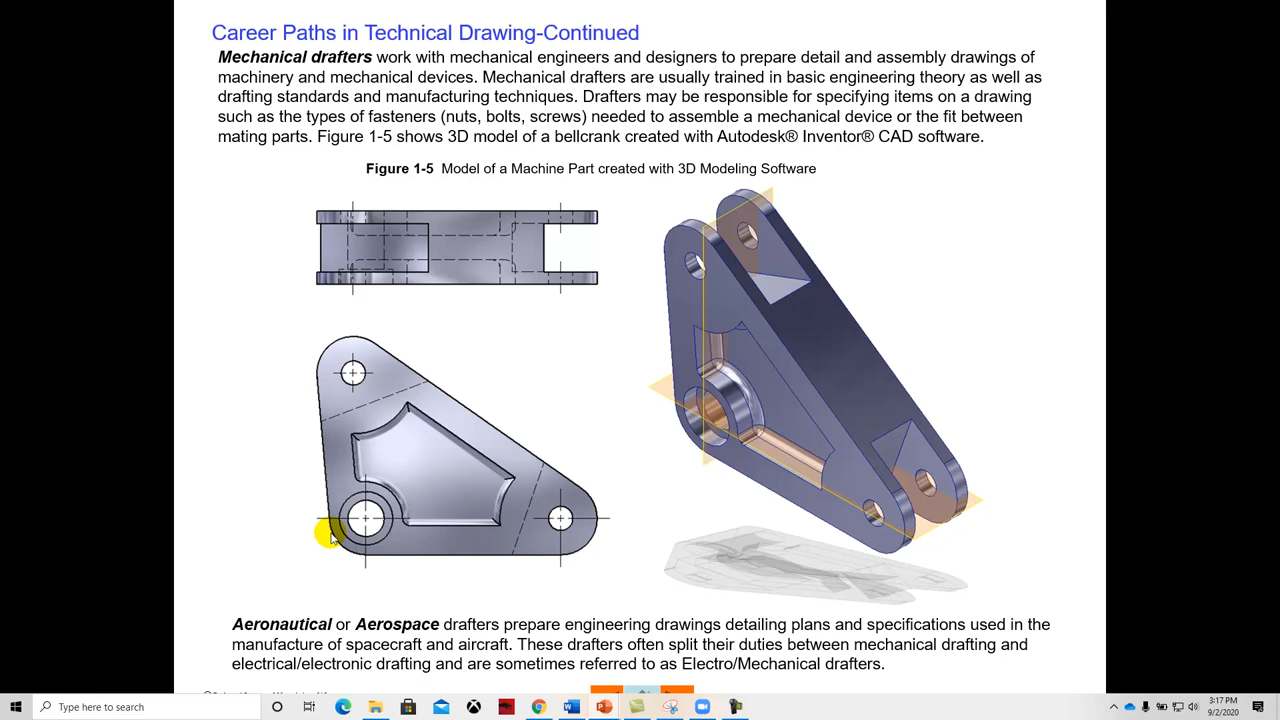 Career Paths in Technical Drawing-Continued
Mechanical drafters work with mechanical engineers and designers to prepare detail and assembly drawings of
machinery and mechanical devices. Mechanical drafters are usually trained in basic engineering theory as well as
drafting standards and manufacturing techniques. Drafters may be responsible for specifying items on a drawing
such as the types of fasteners (nuts, bolts, screws) needed to assemble a mechanical device or the fit between
mating parts. Figure 1-5 shows 3D model of a bellcrank created with Autodesk® Inventor® CAD software.
Figure 1-5 Model of a Machine Part created with 3D Modeling Software
Aeronautical or Aerospace drafters prepare engineering drawings detailing plans and specifications used in the
manufacture of spacecraft and aircraft. These drafters often split their duties between mechanical drafting and
electrical/electronic drafting and are sometimes referred to as Electro/Mechanical drafters.
Type here to search
3:17 PM
9/2/2020